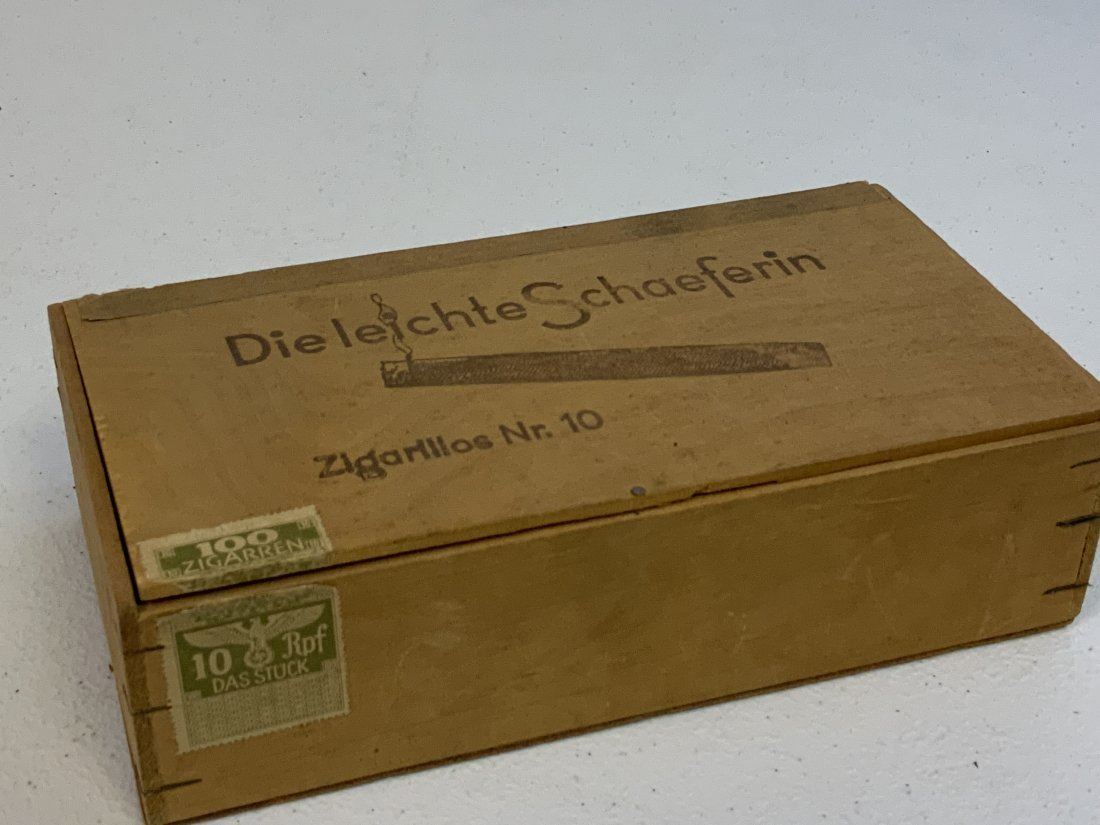 Die leichte Schaeferin
Zigarillos Nr. 10
100
ZIGARREN
10 Rpf
DAS STÜCK